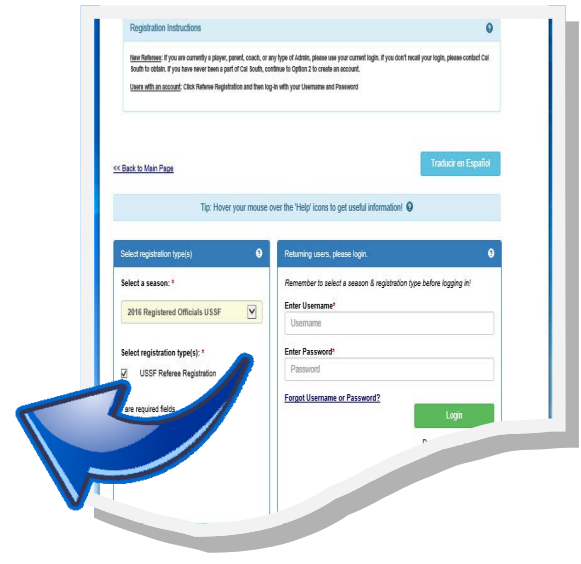 Registration Instructions
New Referees: If you are currently a player, parent, coach, or any type of Admin, please use your current login. If you don't recall your login, please contact Cal
South to obtain. If you have never been a part of Cal South, continue to Option 2 to create an account.
Users with an account: Click Referee Registration and then log-in with your Username and Password
<< Back to Main Page
Traducir en Español
Tip: Hover your mouse over the 'Help' icons to get useful information!
Select registration type(s)
Select a season: *
2016 Registered Officials USSF
Select registration type(s): *
USSF Referee Registration
are required fields
Returning users, please login.
Remember to select a season & registration type before logging in!
Enter Username*
Username
Enter Password*
Password
Forgot Username or Password?
Login